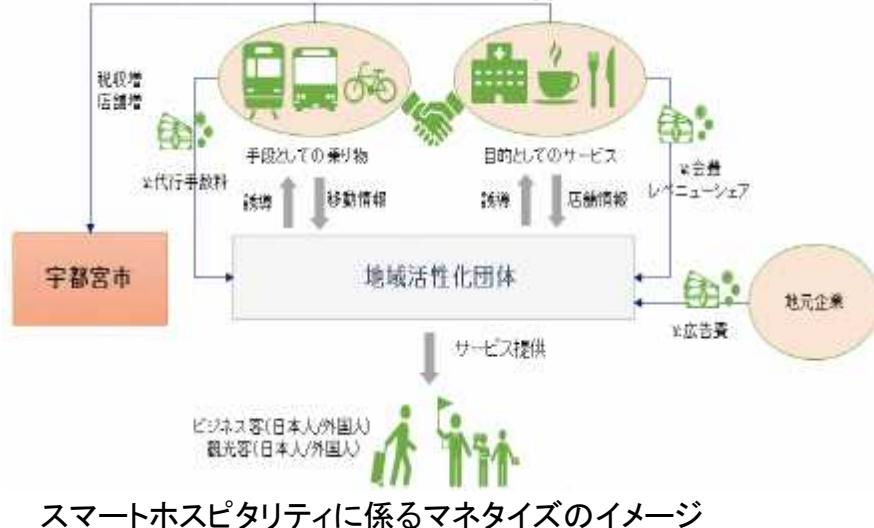 税収増
店舗増
手段としての乗り物
目的としてのサービス
※代行手数料
※会費
レベニューシェア
誘導
移動情報
誘導
店舗情報
宇都宮市
地域活性化団体
地元企業
※広告費
サービス提供
ビジネス客(日本人/外国人)
観光客(日本人/外国人)
スマートホスピタリティに係るマネタイズのイメージ